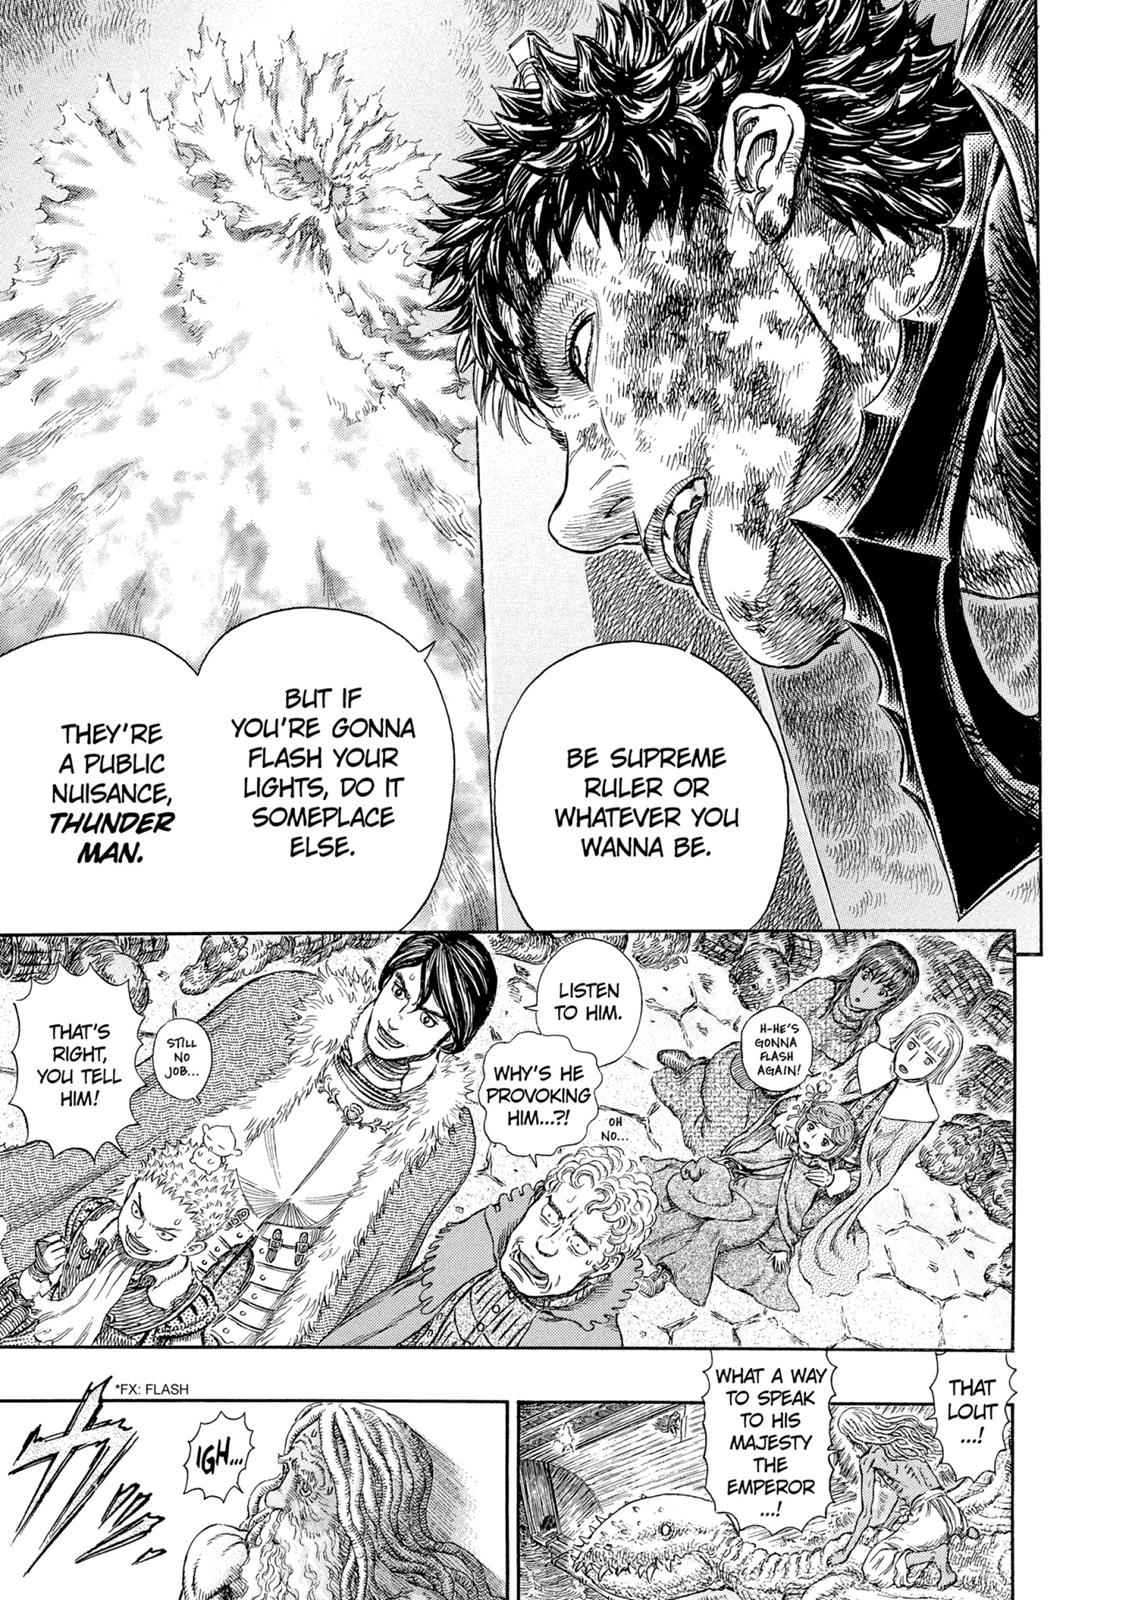 BE SUPREME
RULER OR
WHATEVER YOU
WANNA BE.
BUT IF
YOU'RE GONNA
FLASH YOUR
LIGHTS, DO IT
SOMEPLACE
ELSE.
THEY'RE
A PUBLIC
NUISANCE,
THUNDER
MAN.
H-HE'S
GONNA
FLASH
AGAIN!
LISTEN
TO HIM.
WHY'S HE
PROVOKING
HIM...?!
OH
NO...
STILL
NO
JOB...
THAT'S
RIGHT,
YOU TELL
HIM!
THAT
LOUT
...!
WHAT A WAY
TO SPEAK
TO HIS
MAJESTY
THE
EMPEROR
...!
IGH...
*FX: FLASH
カッ